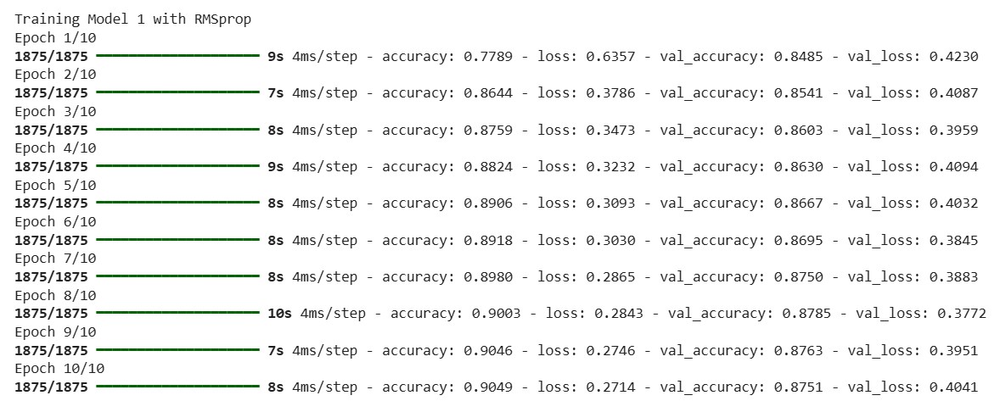 Training Model 1 with RMSprop
Epoch 1/10
1875/1875 ━━━━━━━━━━━━━━━━━━━━ 9s 4ms/step - accuracy: 0.7789 - loss: 0.6357 - val_accuracy: 0.8485 - val_loss: 0.4230
Epoch 2/10
1875/1875 ━━━━━━━━━━━━━━━━━━━━ 7s 4ms/step - accuracy: 0.8644 - loss: 0.3786 - val_accuracy: 0.8541 - val_loss: 0.4087
Epoch 3/10
1875/1875 ━━━━━━━━━━━━━━━━━━━━ 8s 4ms/step - accuracy: 0.8759 - loss: 0.3473 - val_accuracy: 0.8603 - val_loss: 0.3959
Epoch 4/10
1875/1875 ━━━━━━━━━━━━━━━━━━━━ 9s 4ms/step - accuracy: 0.8824 - loss: 0.3232 - val_accuracy: 0.8630 - val_loss: 0.4094
Epoch 5/10
1875/1875 ━━━━━━━━━━━━━━━━━━━━ 8s 4ms/step - accuracy: 0.8906 - loss: 0.3093 - val_accuracy: 0.8667 - val_loss: 0.4032
Epoch 6/10
1875/1875 ━━━━━━━━━━━━━━━━━━━━ 8s 4ms/step - accuracy: 0.8918 - loss: 0.3030 - val_accuracy: 0.8695 - val_loss: 0.3845
Epoch 7/10
1875/1875 ━━━━━━━━━━━━━━━━━━━━ 8s 4ms/step - accuracy: 0.8980 - loss: 0.2865 - val_accuracy: 0.8750 - val_loss: 0.3883
Epoch 8/10
1875/1875 ━━━━━━━━━━━━━━━━━━━━ 10s 4ms/step - accuracy: 0.9003 - loss: 0.2843 - val_accuracy: 0.8785 - val_loss: 0.3772
Epoch 9/10
1875/1875 ━━━━━━━━━━━━━━━━━━━━ 7s 4ms/step - accuracy: 0.9046 - loss: 0.2746 - val_accuracy: 0.8763 - val_loss: 0.3951
Epoch 10/10
1875/1875 ━━━━━━━━━━━━━━━━━━━━ 8s 4ms/step - accuracy: 0.9049 - loss: 0.2714 - val_accuracy: 0.8751 - val_loss: 0.4041